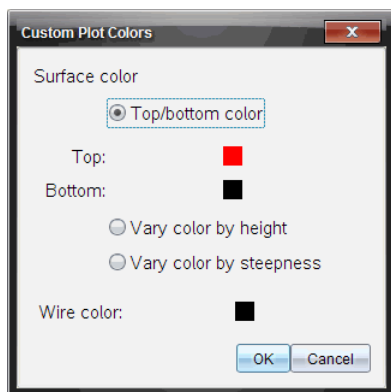 Custom Plot Colors
Surface color
Top/bottom color
Top:
Bottom:
Vary color by height
Vary color by steepness
Wire color:
OK Cancel